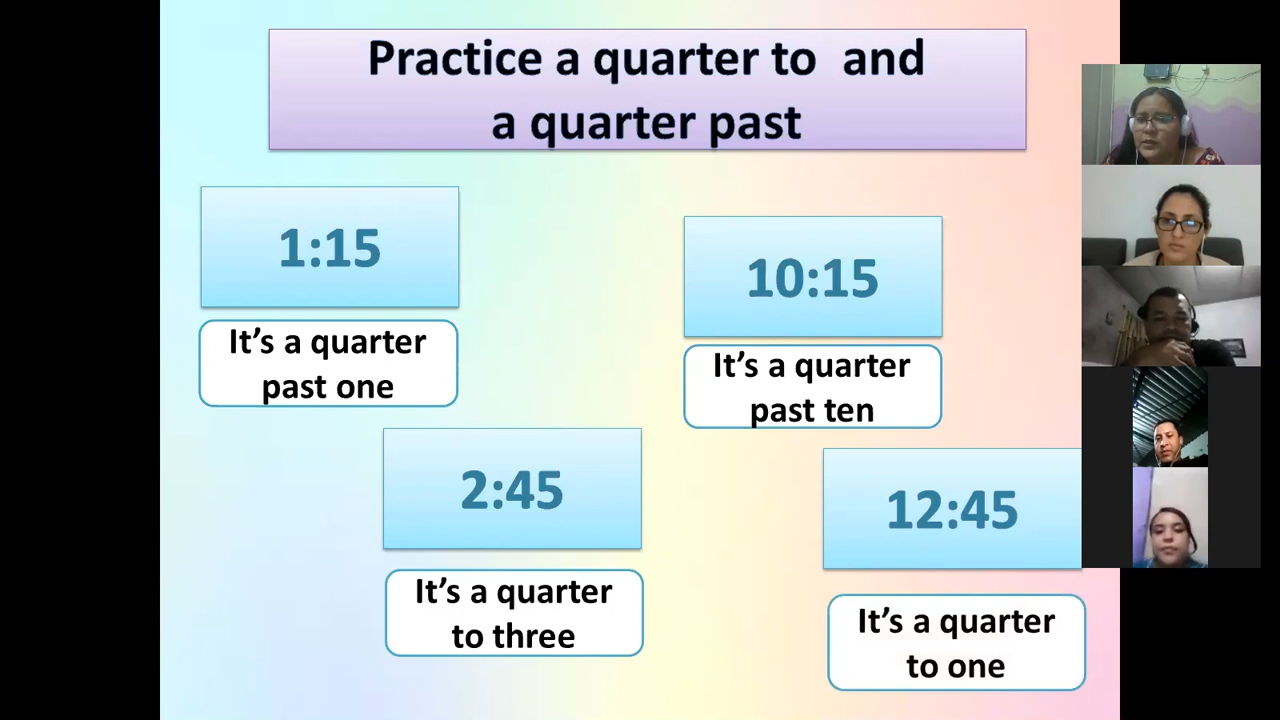 Practice a quarter to and
a quarter past
1:15
It’s a quarter
past one
10:15
It’s a quarter
past ten
2:45
It’s a quarter
to three
12:45
It’s a quarter
to one